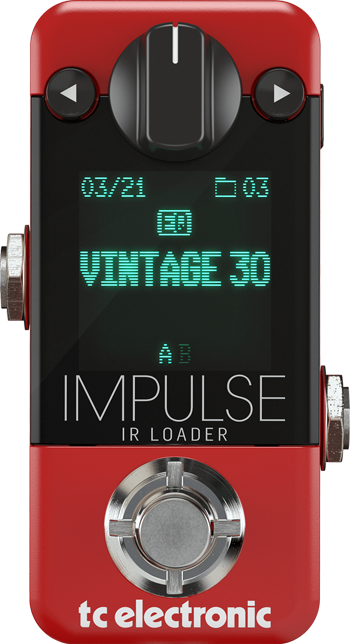 03/21 03
EQ
VINTAGE 30
A B
IMPULSE
IR LOADER
tc electronic